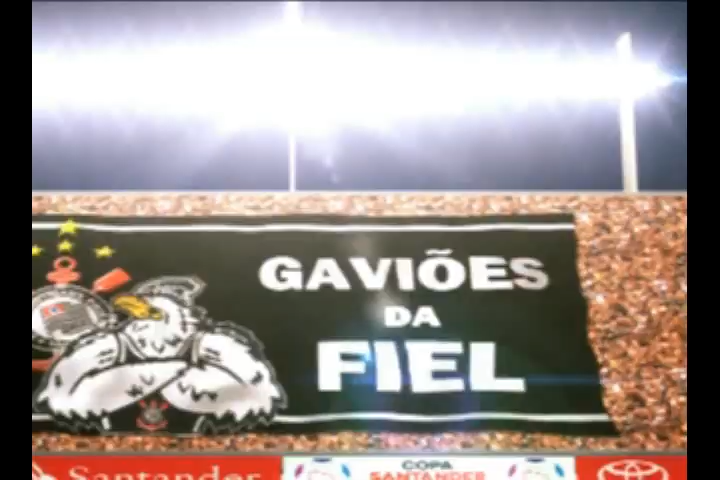 GAVIÕES
DA
FIEL
Santander
COPA
SANTANDER